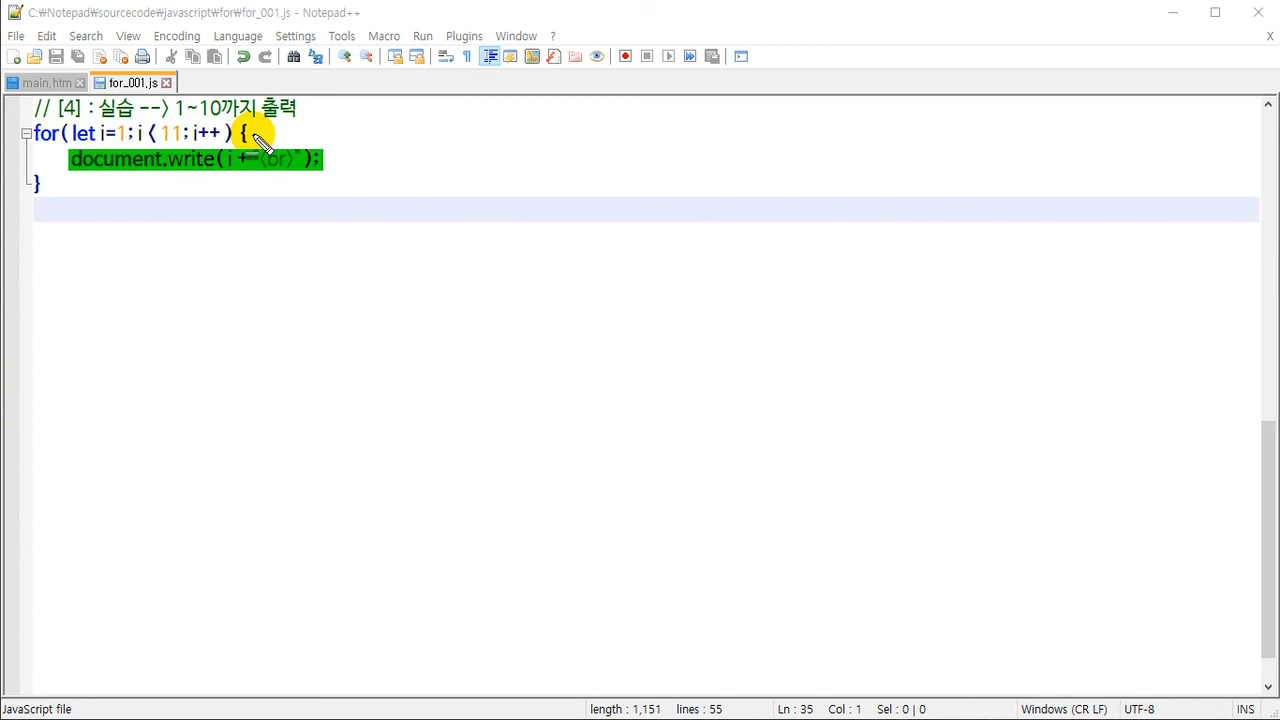 C:￦Notepad￦sourcecode￦javascript￦for￦for_001.js - Notepad++
File Edit Search View Encoding Language Settings Tools Macro Run Plugins Window ? X
main.htm for_001.js
// [4] : 실습 --> 1~10까지 출력
for( let i=1; i < 11; i++ ) {
document.write( i + "<br>" );
}
JavaScript file length : 1,151 lines : 55 Ln : 35 Col : 1 Sel : 0 | 0 Windows (CR LF) UTF-8 INS